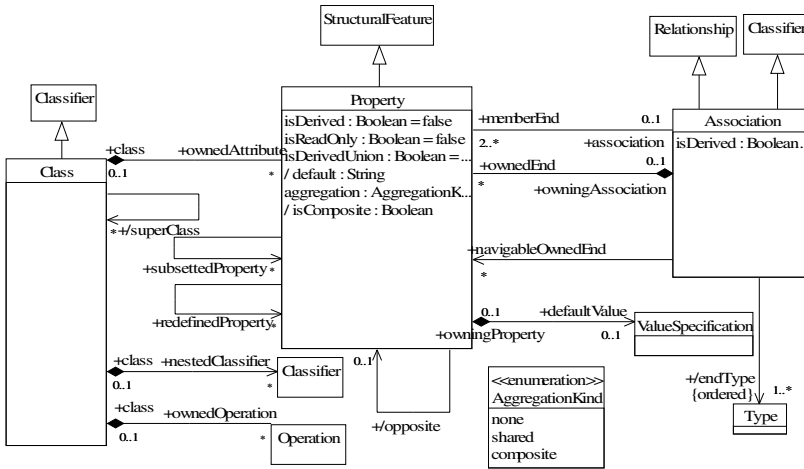 StructuralFeature
Relationship
Classifier
Classifier
Property
isDerived : Boolean = false
isReadOnly : Boolean = false
isDerivedUnion : Boolean = ...
/ default : String
aggregation : AggregationK...
/ isComposite : Boolean
Association
isDerived : Boolean...
Class
+class
0..1
+ownedAttribute
*
+memberEnd
2..*
0..1
+association
+ownedEnd
*
0..1
+owningAssociation
*
+/superClass
+subsettedProperty
*
+navigableOwnedEnd
*
+redefinedProperty
*
0..1
+owningProperty
+defaultValue
0..1
ValueSpecification
+class
0..1
+nestedClassifier
*
Classifier
0..1
+/opposite
+class
0..1
+ownedOperation
*
Operation
<<enumeration>>
AggregationKind
none
shared
composite
+/endType
{ordered}
1..*
Type